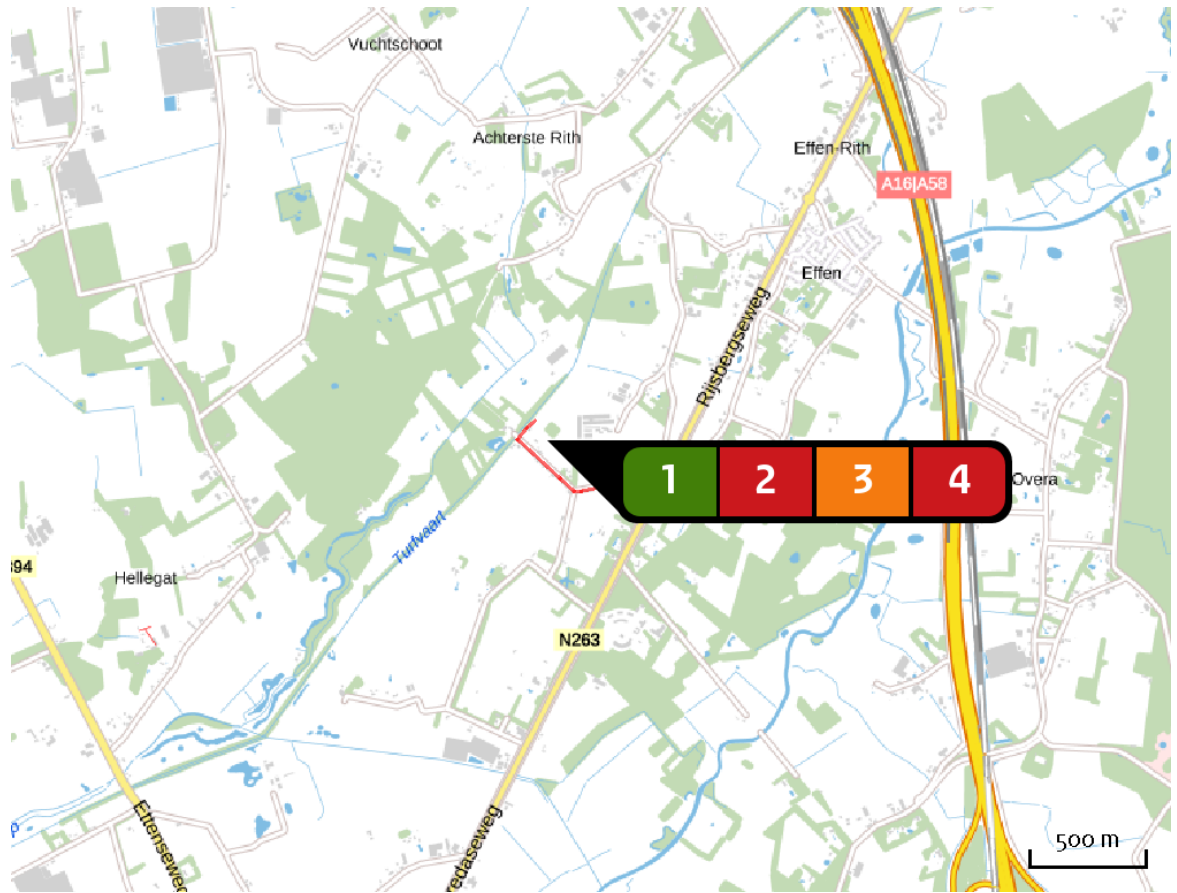 Vuchtschoot
Achterste Rith
Effen-Rith
A16|A58
Effen
Rijsbergseweg
1 2 3 4
Overa
Turfvaart
394
Hellegat
N263
Ettenseweg
redaseweg
500 m